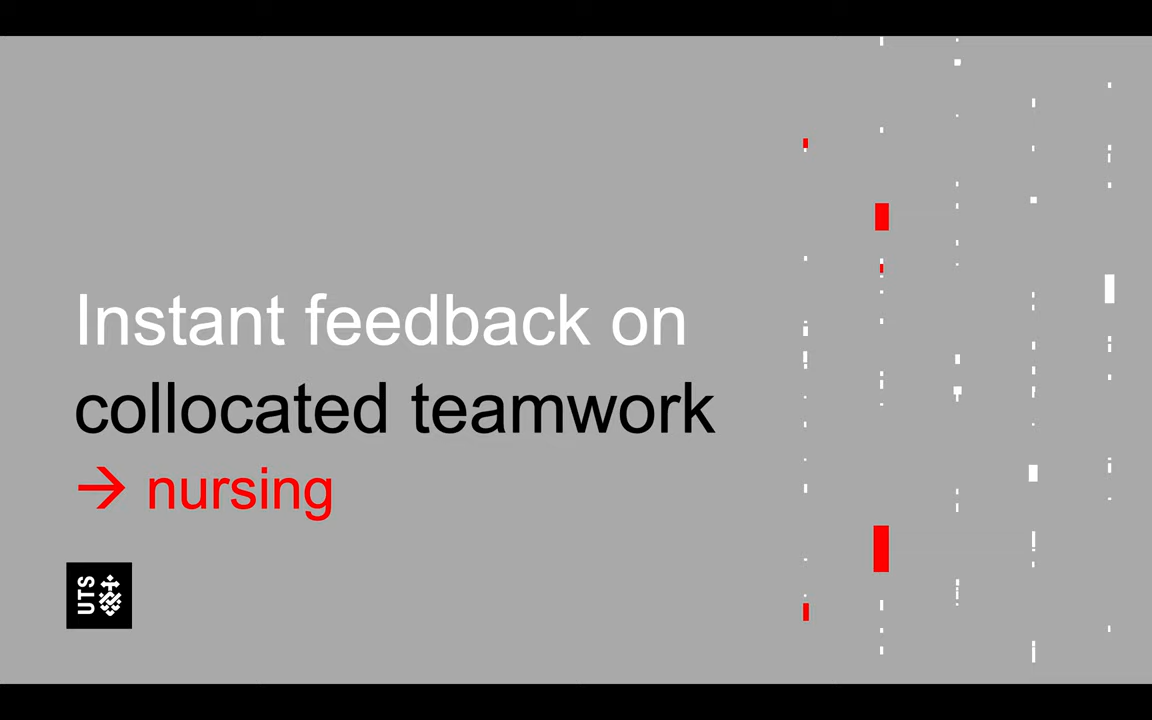 Instant feedback on
collocated teamwork
→ nursing
UTS